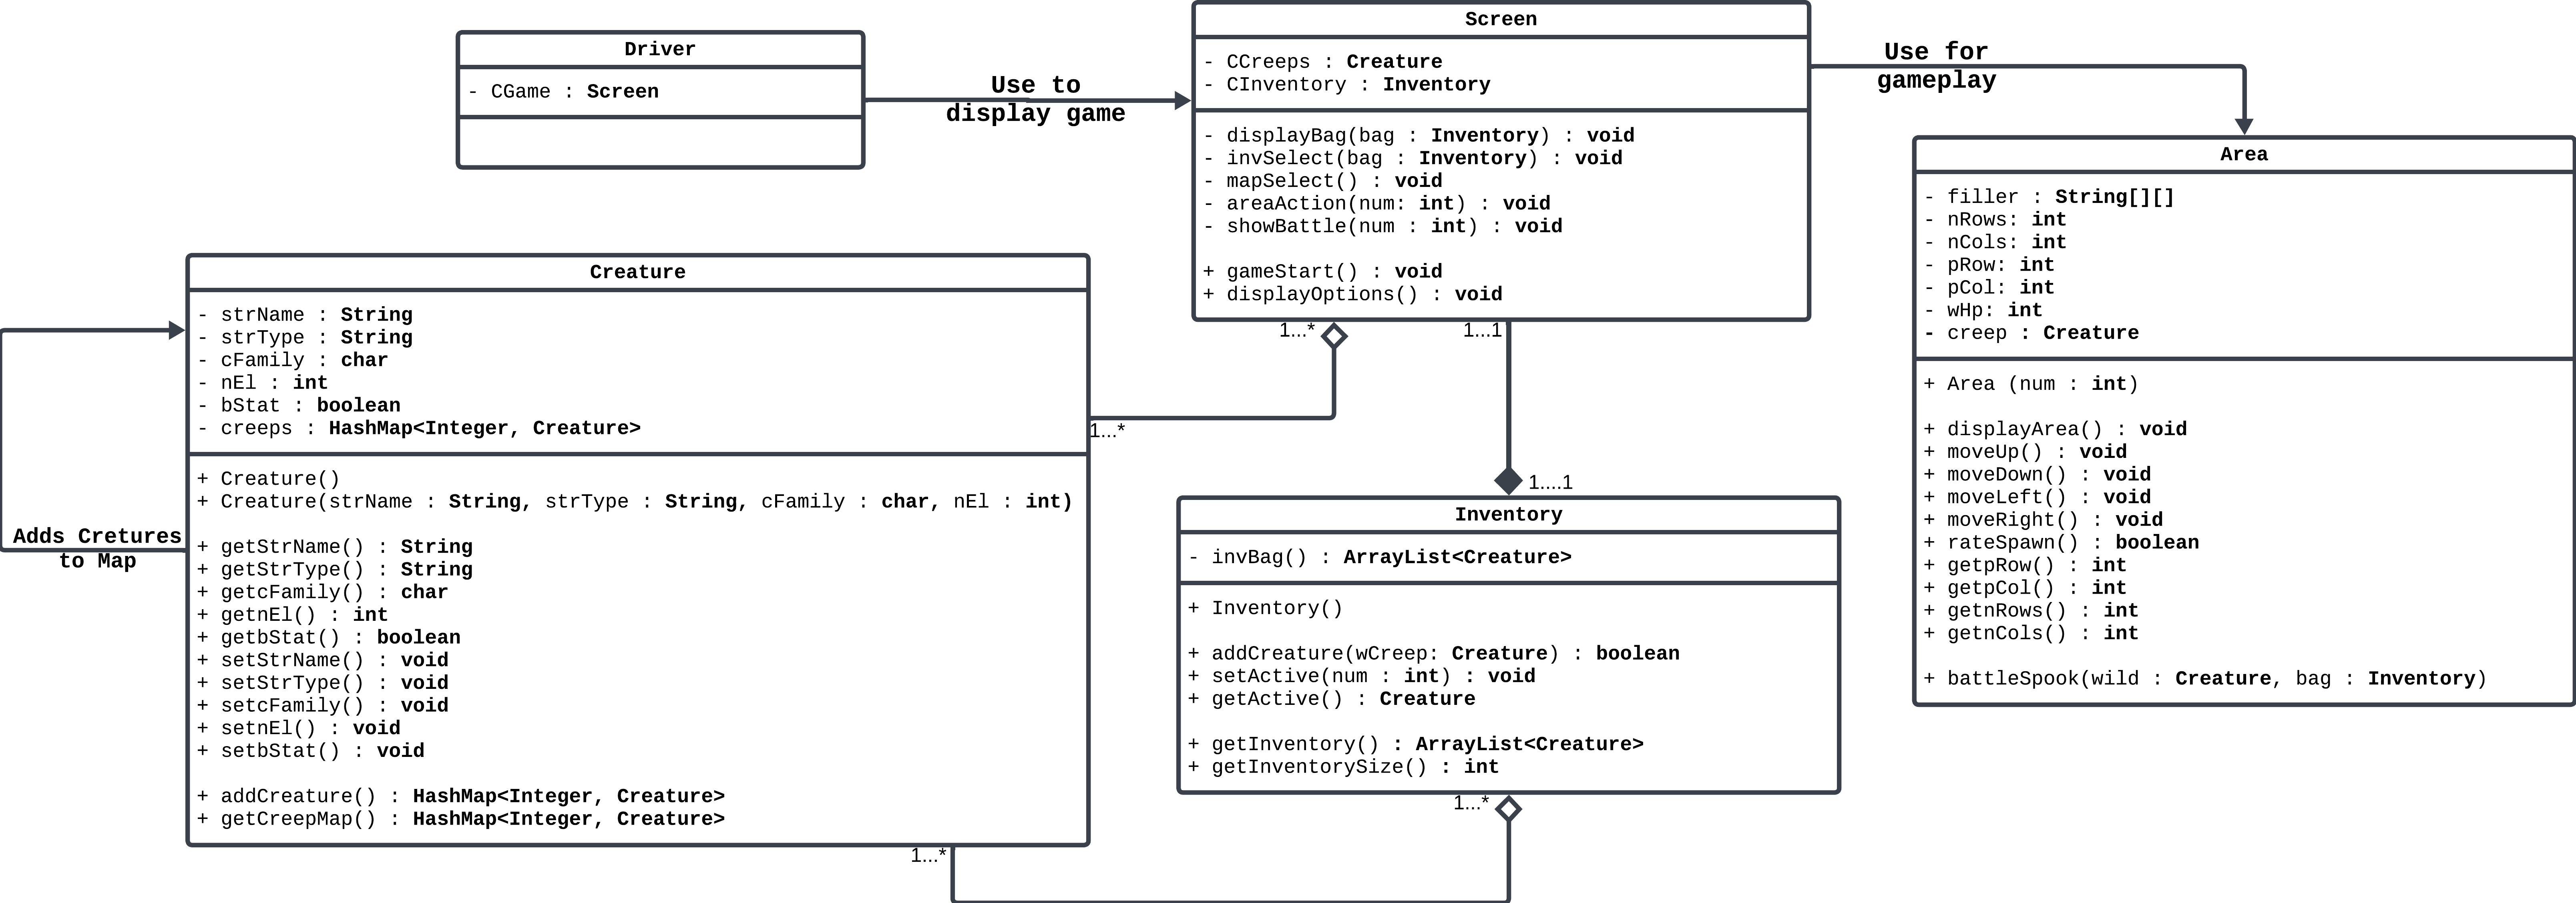 Driver
- CGame : Screen
Use to
display game
Screen
- CCreeps : Creature
- CInventory : Inventory
- displayBag(bag : Inventory) : void
- invSelect(bag : Inventory) : void
- mapSelect() : void
- areaAction(num: int) : void
- showBattle(num : int) : void
+ gameStart() : void
+ displayOptions() : void
Use for
gameplay
Area
- filler : String[][]
- nRows: int
- nCols: int
- pRow: int
- pCol: int
- wHp: int
- creep : Creature
+ Area (num : int)
+ displayArea() : void
+ moveUp() : void
+ moveDown() : void
+ moveLeft() : void
+ moveRight() : void
+ rateSpawn() : boolean
+ getpRow() : int
+ getpCol() : int
+ getnRows() : int
+ getnCols() : int
+ battleSpook(wild : Creature, bag : Inventory)
Creature
- strName : String
- strType : String
- cFamily : char
- nEl : int
- bStat : boolean
- creeps : HashMap<Integer, Creature>
+ Creature()
+ Creature(strName : String, strType : String, cFamily : char, nEl : int)
+ getStrName() : String
+ getStrType() : String
+ getcFamily() : char
+ getnEl() : int
+ getbStat() : boolean
+ setStrName() : void
+ setStrType() : void
+ setcFamily() : void
+ setnEl() : void
+ setbStat() : void
+ addCreature() : HashMap<Integer, Creature>
+ getCreepMap() : HashMap<Integer, Creature>
Adds Cretures
to Map
1...*
1...1
1...*
1....1
Inventory
- invBag() : ArrayList<Creature>
+ Inventory()
+ addCreature(wCreep: Creature) : boolean
+ setActive(num : int) : void
+ getActive() : Creature
+ getInventory() : ArrayList<Creature>
+ getInventorySize() : int
1...*
1...*